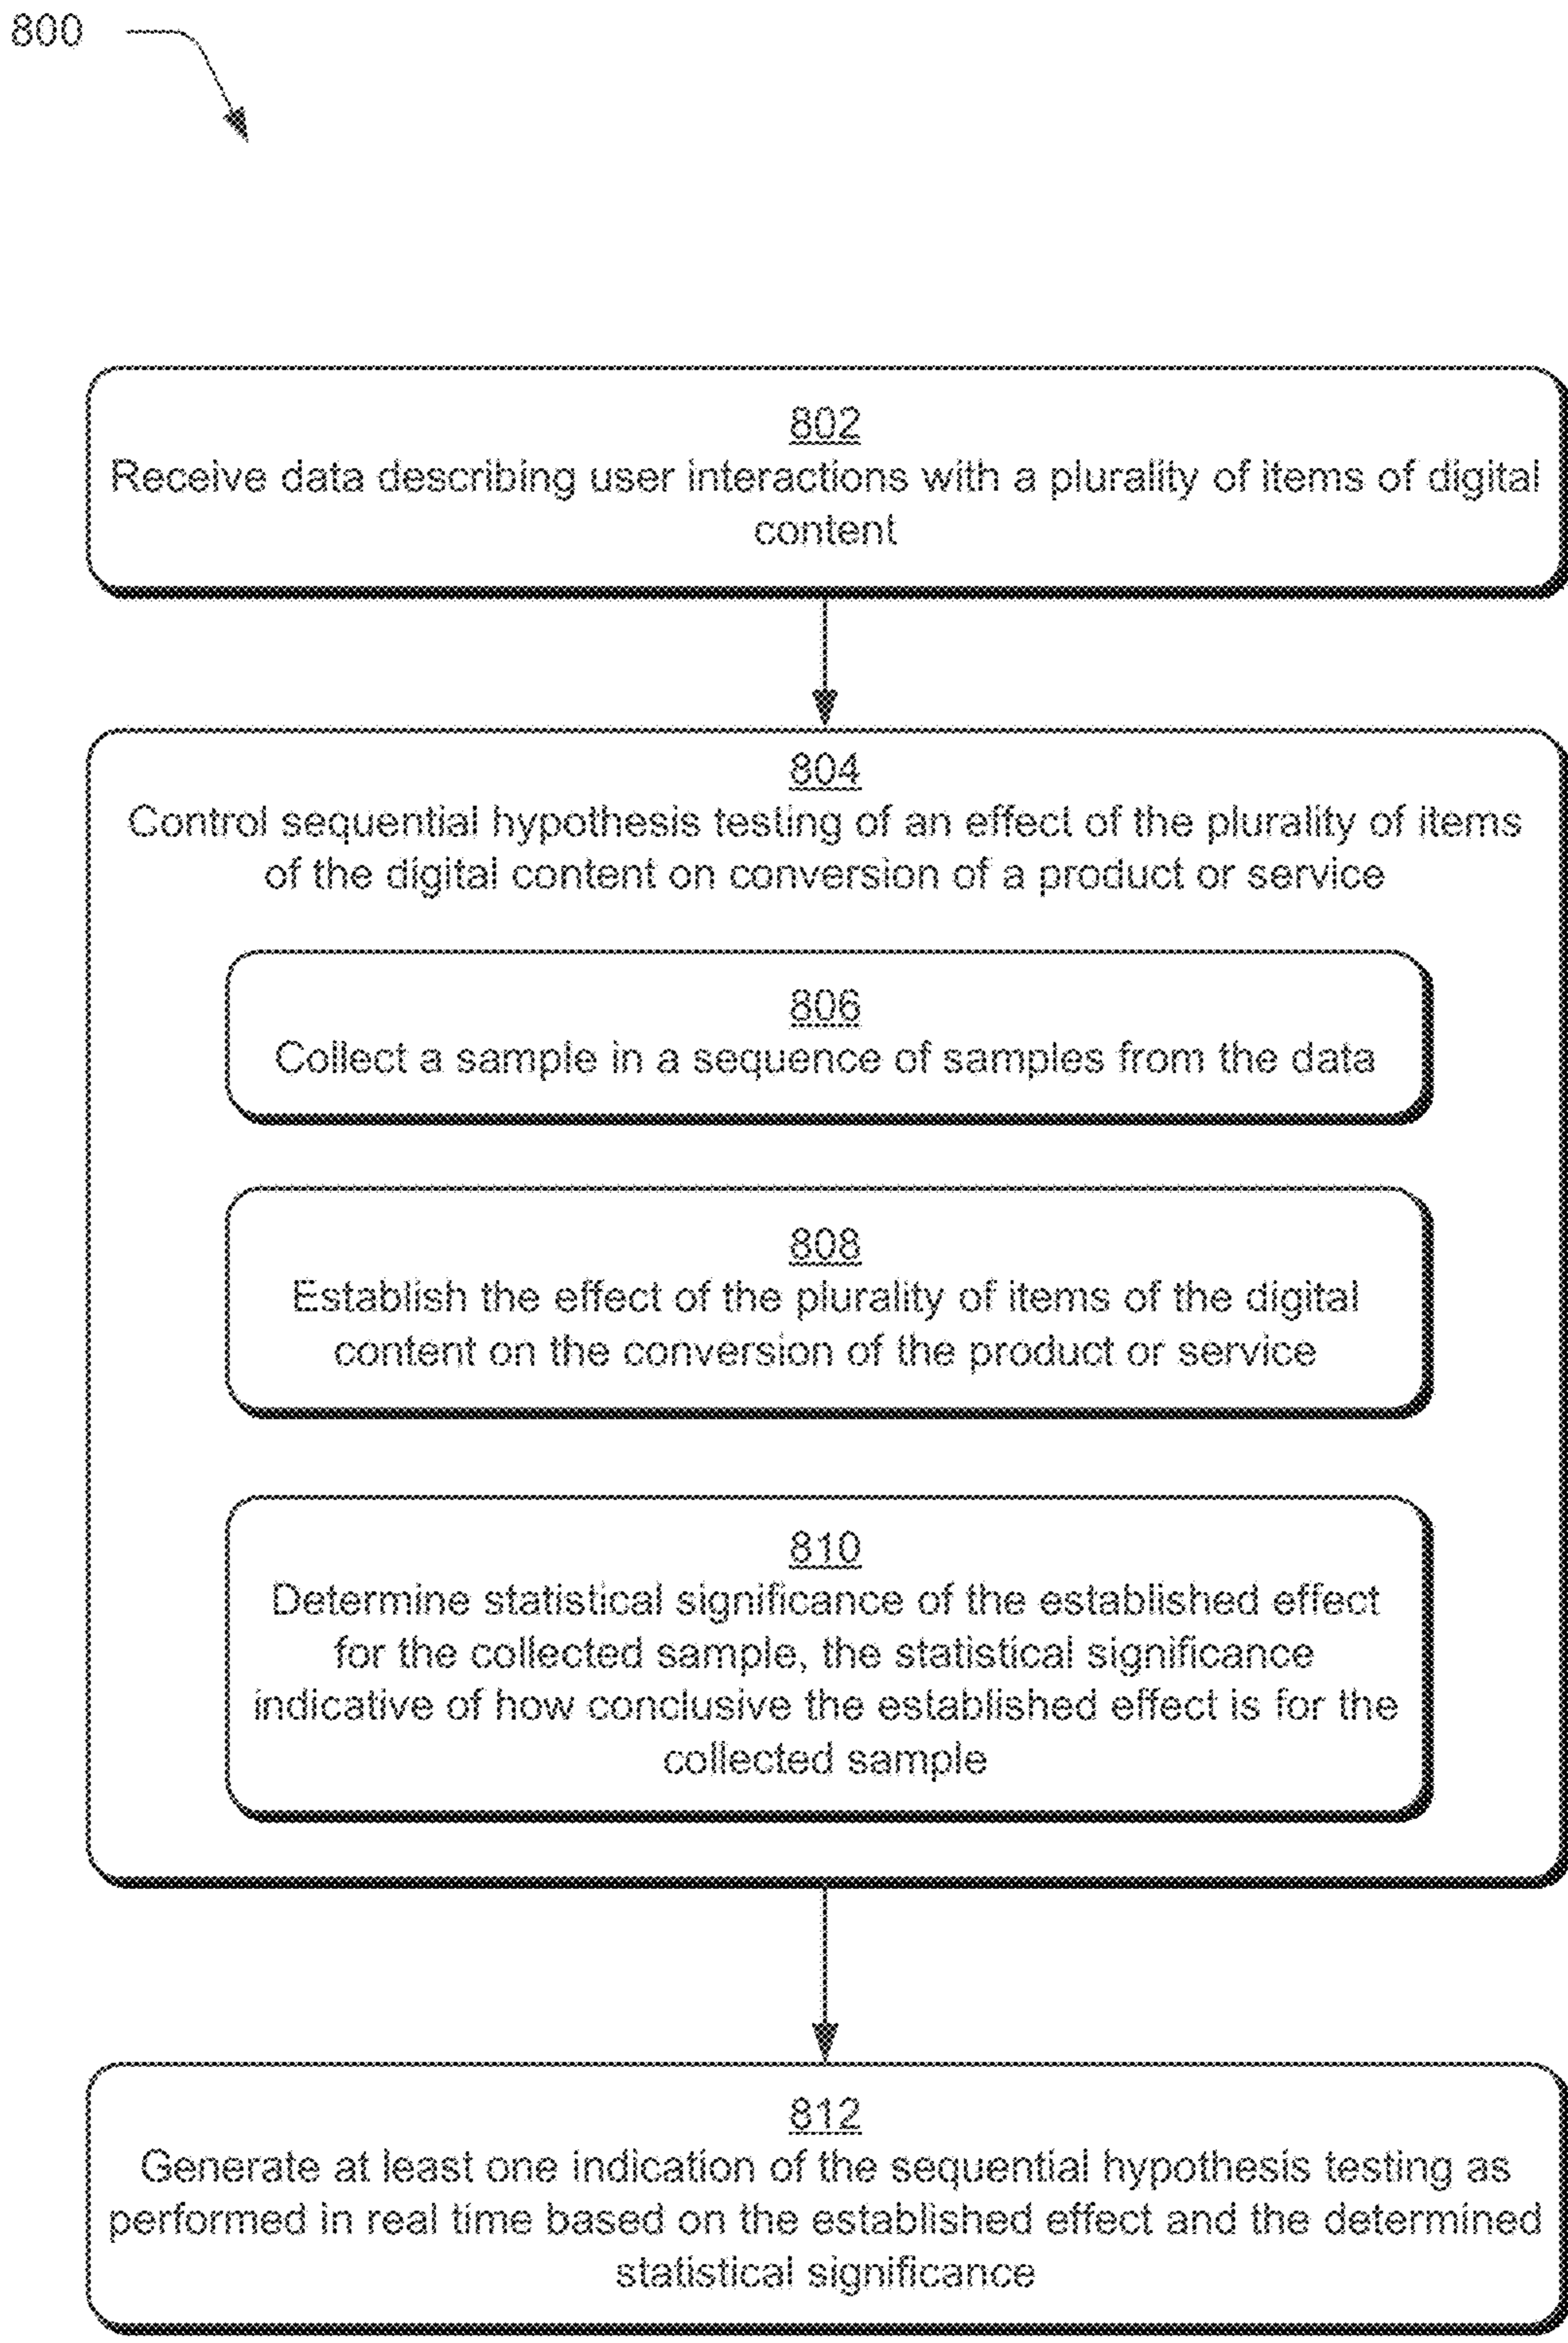 800
802
Receive data describing user interactions with a plurality of items of digital
content
804
Control sequential hypothesis testing of an effect of the plurality of items
of the digital content on conversion of a product or service
806
Collect a sample in a sequence of samples from the data
808
Establish the effect of the plurality of items of the digital
content on the conversion of the product or service
810
Determine statistical significance of the established effect
for the collected sample, the statistical significance
indicative of how conclusive the established effect is for the
collected sample
812
Generate at least one indication of the sequential hypothesis testing as
performed in real time based on the established effect and the determined
statistical significance